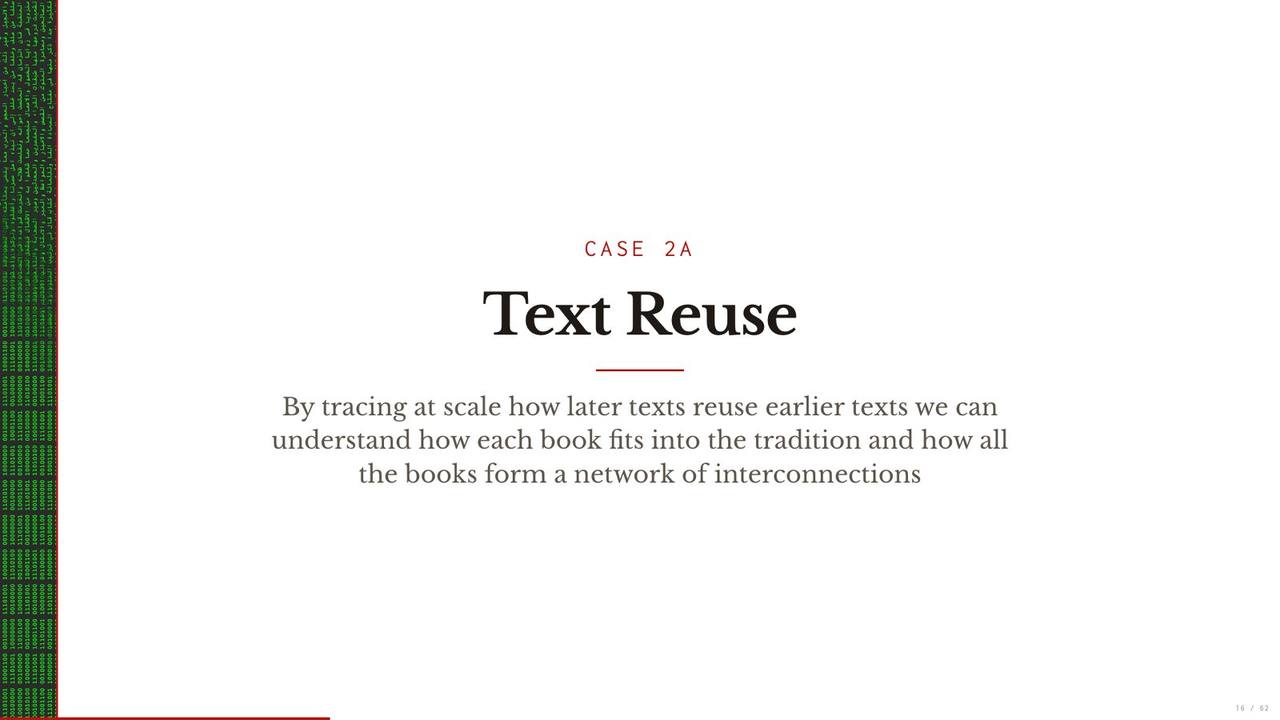 CASE 2A
Text Reuse
By tracing at scale how later texts reuse earlier texts we can
understand how each book fits into the tradition and how all
the books form a network of interconnections
16 / 62